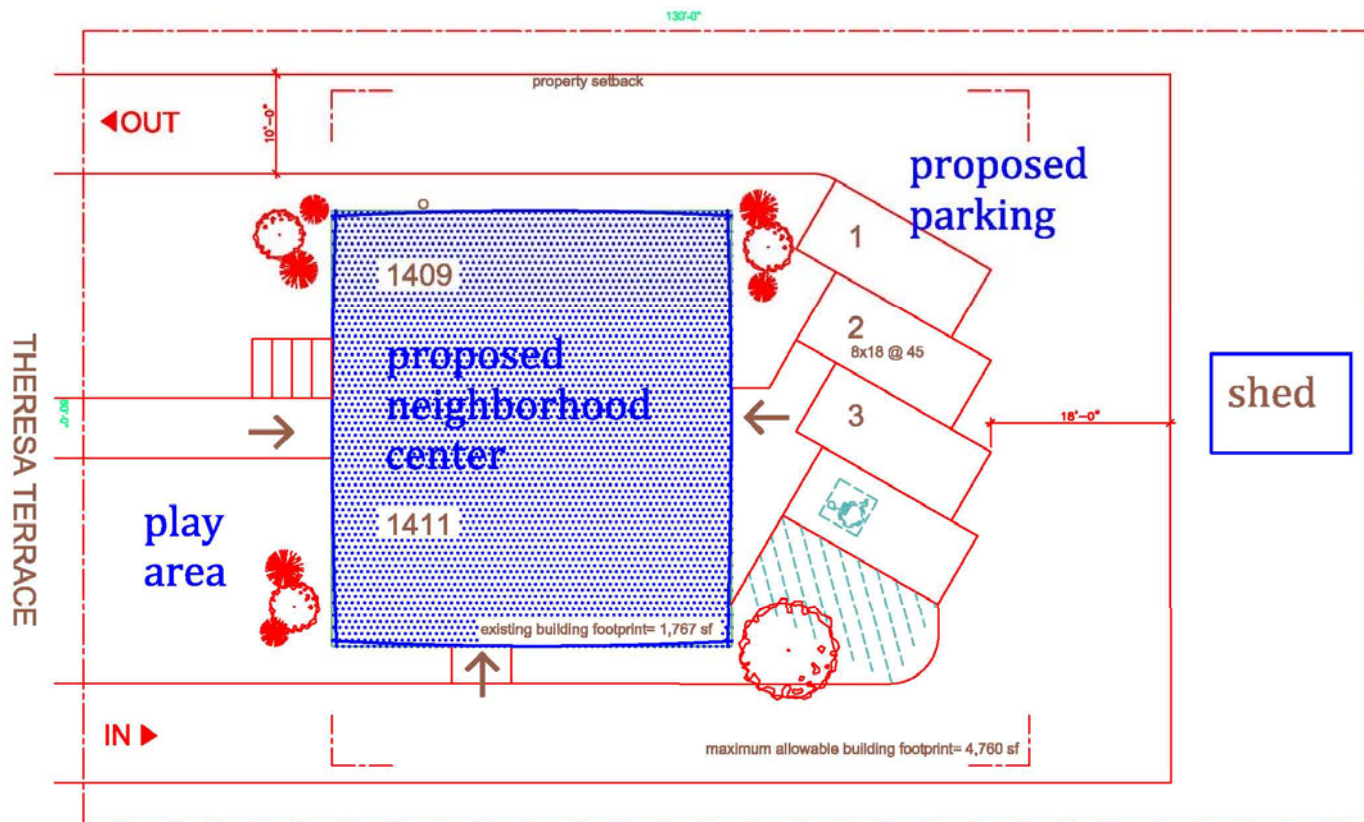 130'-0"
property setback
OUT
10'-0"
proposed
parking
1409
1
2
8x18 @ 45
proposed
neighborhood
center
THERESA TERRACE
80'-0"
3
18'-0"
shed
1411
play
area
existing building footprint= 1,767 sf
IN
maximum allowable building footprint= 4,760 sf